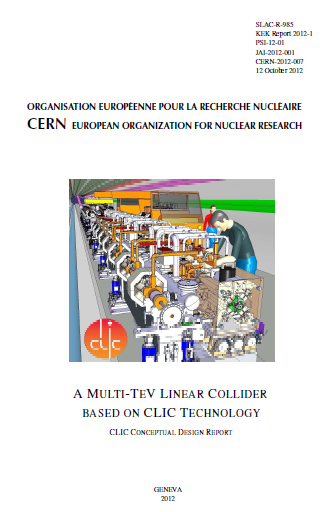 SLAC-R-985
KEK Report 2012-1
PSI-12-01
JAI-2012-001
CERN-2012-007
12 October 2012
ORGANISATION EUROPÉENNE POUR LA RECHERCHE NUCLÉAIRE
CERN EUROPEAN ORGANIZATION FOR NUCLEAR RESEARCH
clic
A MULTI-TEV LINEAR COLLIDER
BASED ON CLIC TECHNOLOGY
CLIC CONCEPTUAL DESIGN REPORT
GENEVA
2012